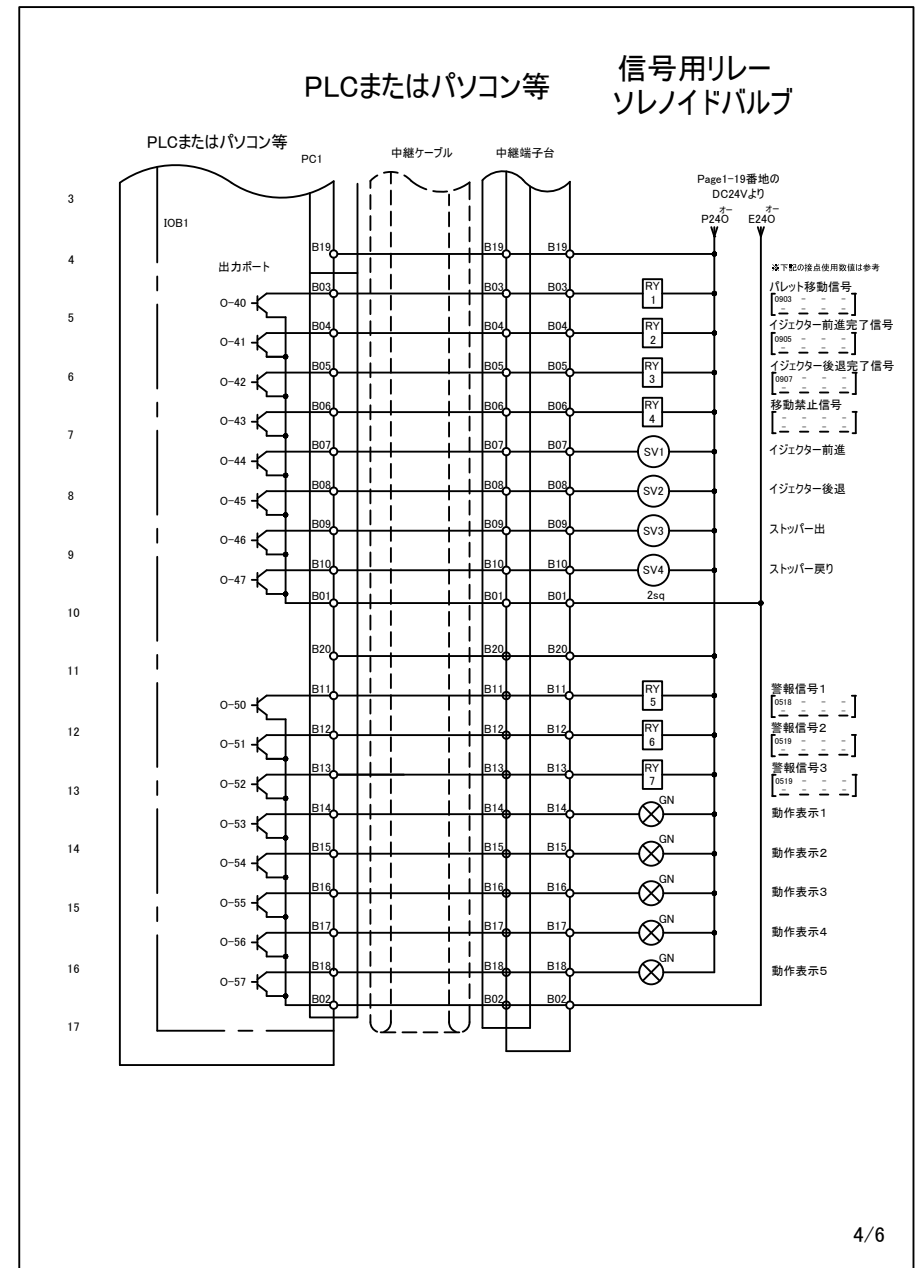 PLCまたはパソコン等
信号用リレー
ソレノイドバルブ
PLCまたはパソコン等
PC1
中継ケーブル
中継端子台
Page1-19番地の
DC24Vより
オー オー
P24O E24O
3
IOB1
B19 B19 B19
4
出力ポート
※下記の接点使用数値は参考
パレット移動信号
O-40 B03 B03 B03 RY 1
0903 - - -
- - - -
5
イジェクター前進完了信号
O-41 B04 B04 B04 RY 2
0905 - - -
- - - -
イジェクター後退完了信号
6
O-42 B05 B05 B05 RY 3
0907 - - -
- - - -
移動禁止信号
O-43 B06 B06 B06 RY 4
- - - -
- - - -
7
O-44 B07 B07 B07 SV1 イジェクター前進
8
O-45 B08 B08 B08 SV2 イジェクター後退
O-46 B09 B09 B09 SV3 ストッパー出
9
O-47 B10 B10 B10 SV4 ストッパー戻り
2sq
B01 B01 B01
10
B20 B20 B20
11
警報信号1
O-50 B11 B11 B11 RY 5
0518 - - -
- - - -
12
警報信号2
O-51 B12 B12 B12 RY 6
0519 - - -
- - - -
警報信号3
O-52 B13 B13 B13 RY 7
0519 - - -
- - - -
13
O-53 B14 B14 B14 GN 動作表示1
14
O-54 B15 B15 B15 GN 動作表示2
O-55 B16 B16 B16 GN 動作表示3
15
O-56 B17 B17 B17 GN 動作表示4
16
O-57 B18 B18 B18 GN 動作表示5
B02 B02 B02
17
4/6